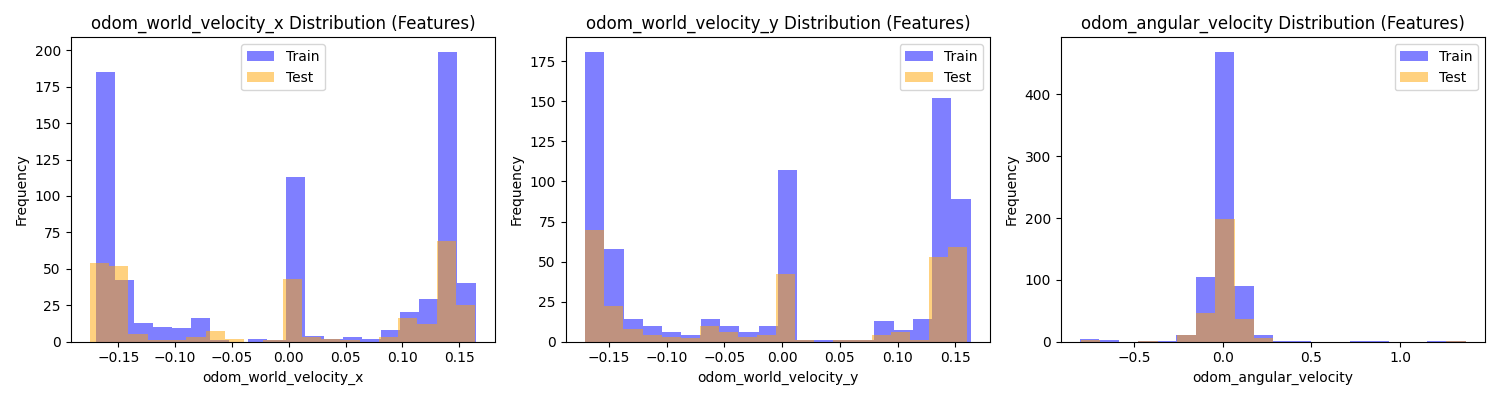 odom_world_velocity_x Distribution (Features)
200
175
150
125
100
75
50
25
0
Frequency
Train
Test
−0.15 −0.10 −0.05 0.00 0.05 0.10 0.15
odom_world_velocity_x
odom_world_velocity_y Distribution (Features)
175
150
125
100
75
50
25
0
Frequency
Train
Test
−0.15 −0.10 −0.05 0.00 0.05 0.10 0.15
odom_world_velocity_y
odom_angular_velocity Distribution (Features)
400
300
200
100
0
Frequency
Train
Test
−0.5 0.0 0.5 1.0
odom_angular_velocity